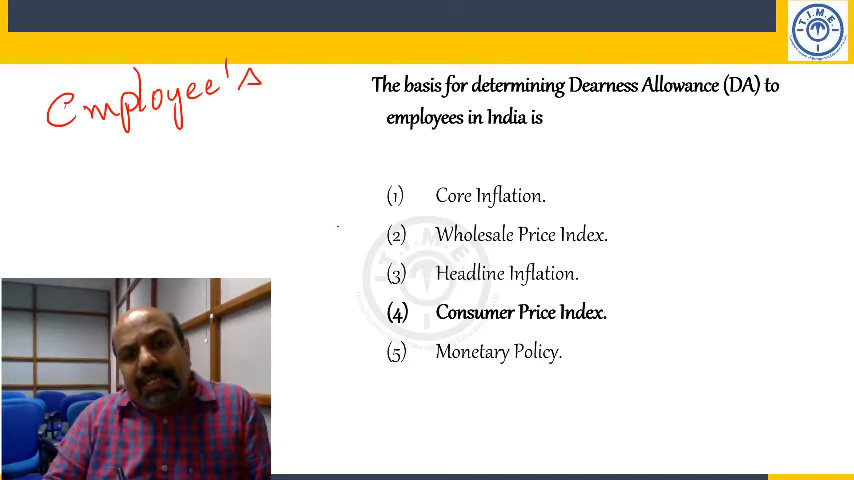 T.I.M.E.
Employee's
The basis for determining Dearness Allowance (DA) to
employees in India is
(1) Core Inflation.
(2) Wholesale Price Index.
(3) Headline Inflation.
(4) Consumer Price Index.
(5) Monetary Policy.